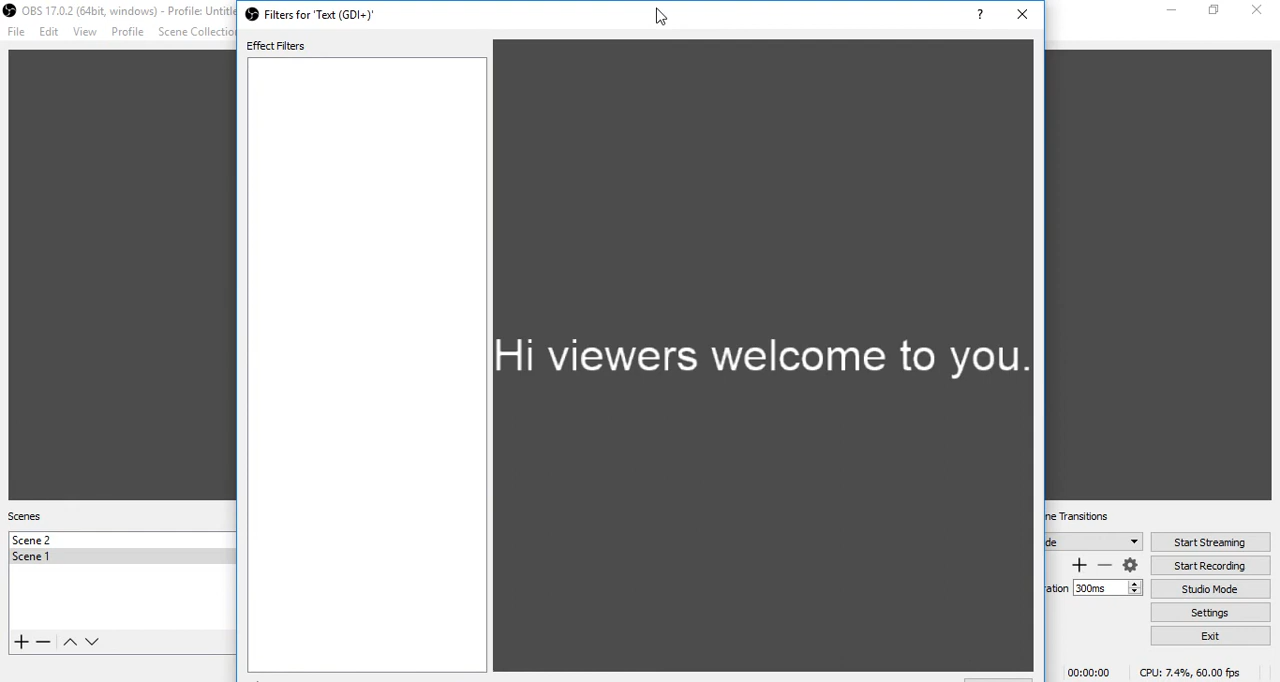 OBS 17.0.2 (64bit, windows) - Profile: Untitle
Filters for 'Text (GDI+)'
?
File Edit View Profile Scene Collection
Effect Filters
Hi viewers welcome to you.
Scenes
ne Transitions
Scene 2
Scene 1
de
Start Streaming
Start Recording
ation 300ms
Studio Mode
Settings
Exit
00:00:00
CPU: 7.4%, 60.00 fps